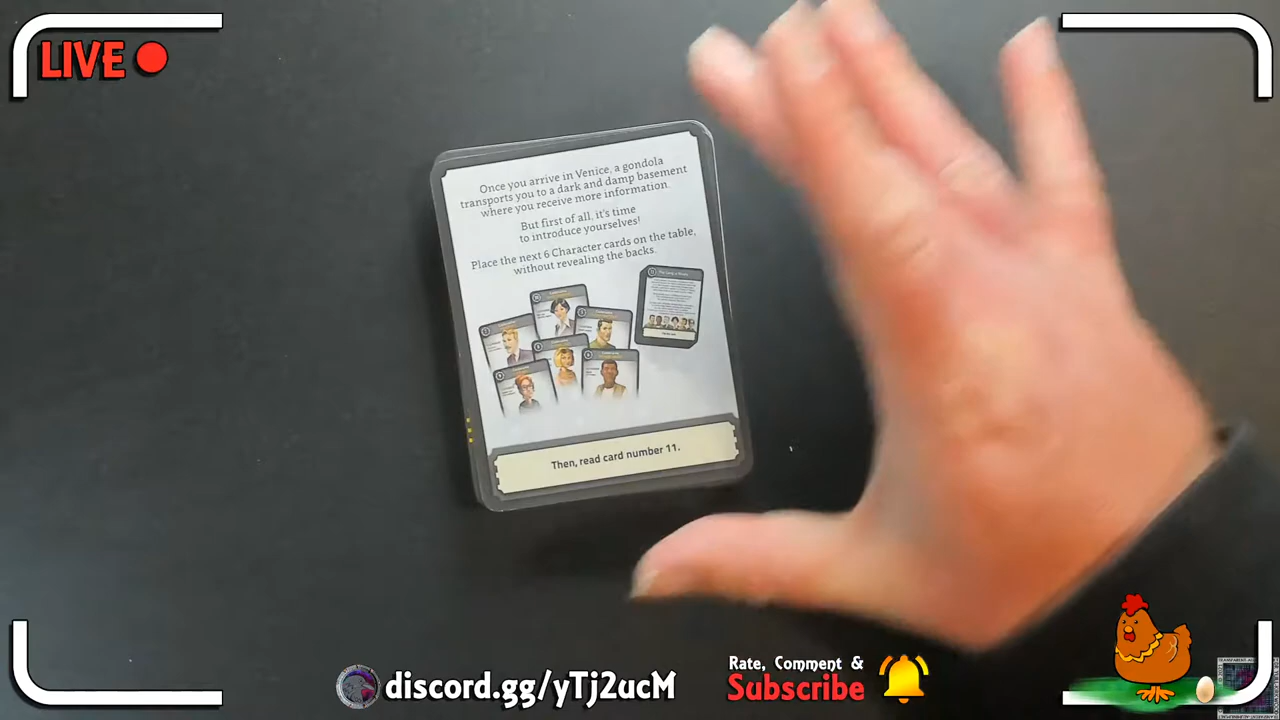 LIVE
Once you arrive in Venice, a gondola
transports you to a dark and damp basement
where you receive more information.
But first of all, it's time
to introduce yourselves!
Place the next 6 Character cards on the table,
without revealing the backs.
Then, read card number 11.
discord.gg/yTj2ucM
Rate, Comment &
Subscribe